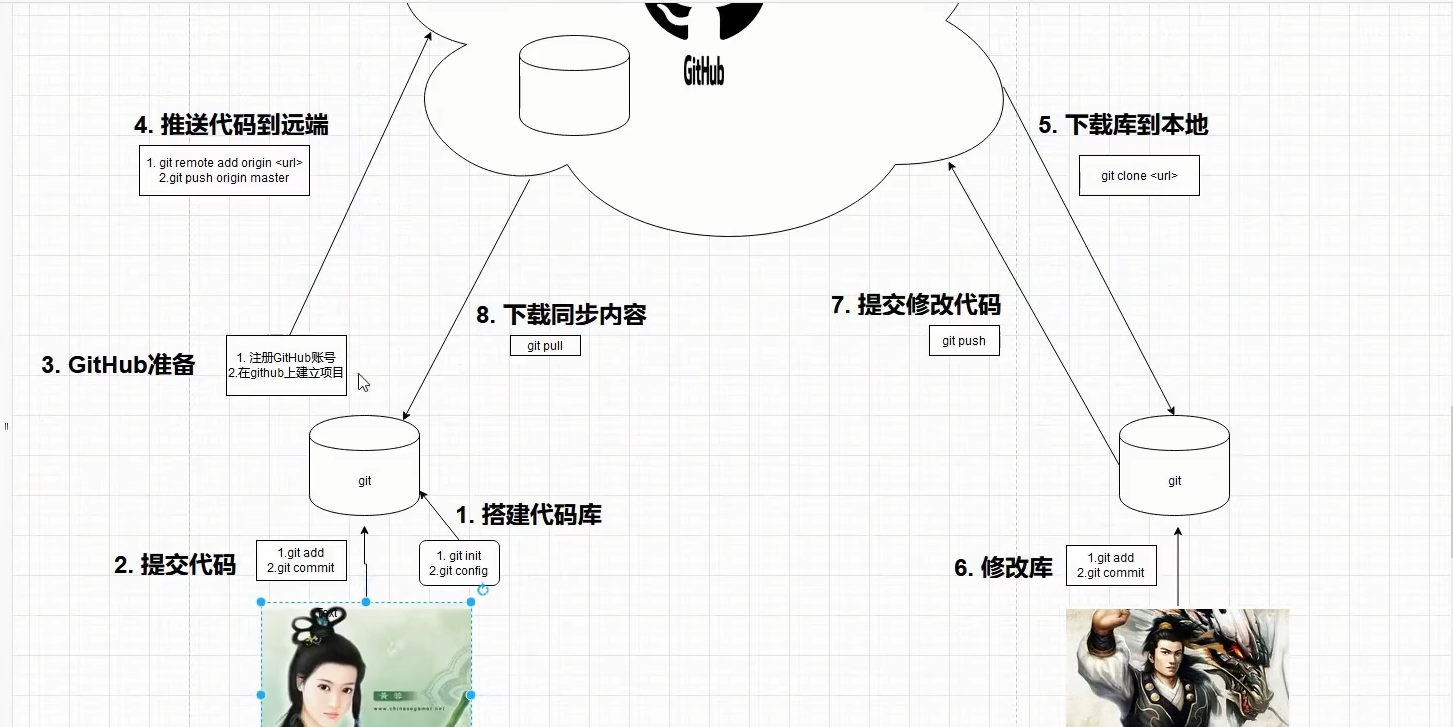 GitHub
4. 推送代码到远端
1. git remote add origin <url>
2.git push origin master
5. 下载库到本地
git clone <url>
8. 下载同步内容
git pull
7. 提交修改代码
git push
3. GitHub准备
1. 注册GitHub账号
2.在github上建立项目
git
git
1. 搭建代码库
1. git init
2.git config
2. 提交代码
1.git add
2.git commit
6. 修改库
1.git add
2.git commit
Text
黄蓉
www.chinesegamer.net